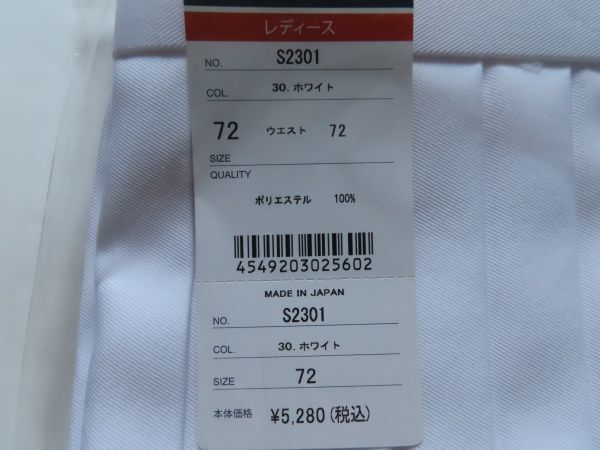 レディース
NO. S2301
COL. 30. ホワイト
72 ウエスト 72
SIZE
QUALITY
ポリエステル 100%
4549203025602
MADE IN JAPAN
NO. S2301
COL. 30. ホワイト
SIZE 72
本体価格 ¥5,280(税込)